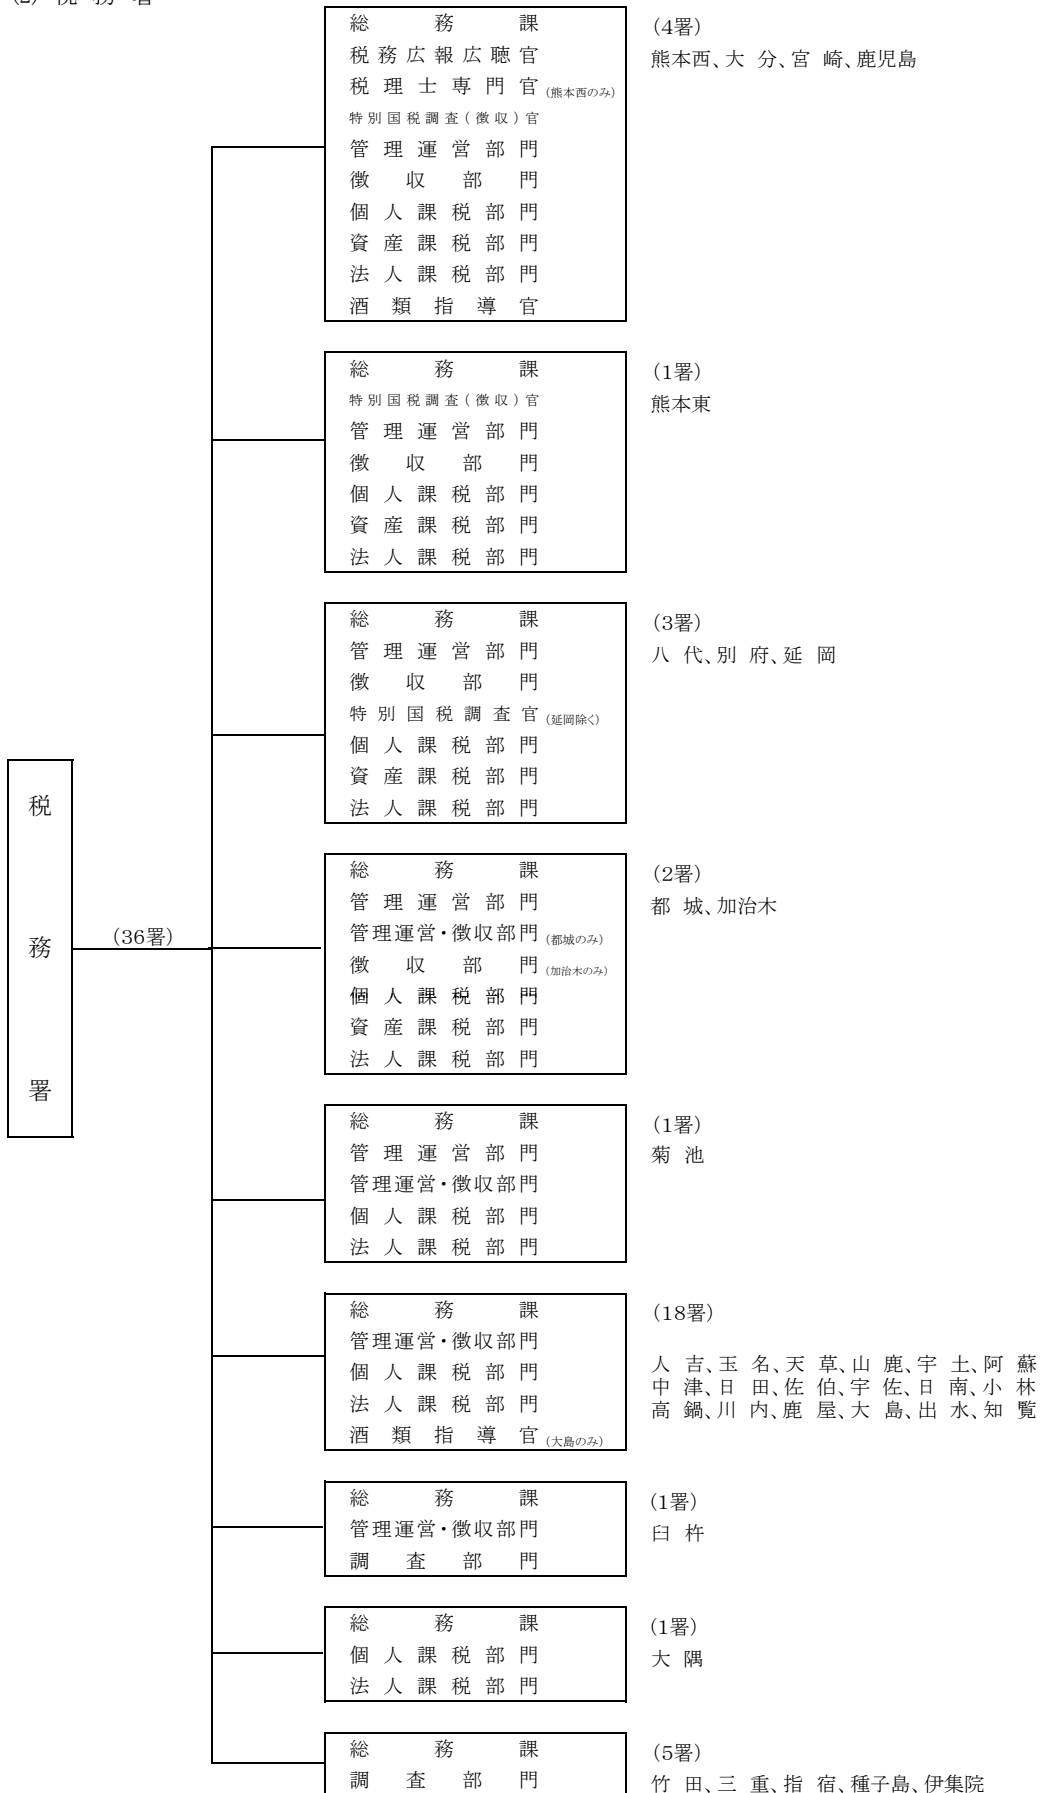 (2) 税 務 署
総務課
税務広報広聴官
税理士専門官(熊本西のみ)
特別国税調査(徴収)官
管理運営部門
徴収部門
個人課税部門
資産課税部門
法人課税部門
酒類指導官
(4署)
熊本西、大 分、宮 崎、鹿児島
総務課
特別国税調査(徴収)官
管理運営部門
徴収部門
個人課税部門
資産課税部門
法人課税部門
(1署)
熊本東
総務課
管理運営部門
徴収部門
特別国税調査官(延岡除く)
個人課税部門
資産課税部門
法人課税部門
(3署)
八 代、別 府、延 岡
税務署
(36署)
総務課
管理運営部門
管理運営・徴収部門(都城のみ)
徴収部門(加治木のみ)
個人課税部門
資産課税部門
法人課税部門
(2署)
都 城、加治木
総務課
管理運営部門
管理運営・徴収部門
個人課税部門
法人課税部門
(1署)
菊 池
総務課
管理運営・徴収部門
個人課税部門
法人課税部門
酒類指導官(大島のみ)
(18署)
人 吉、玉 名、天 草、山 鹿、宇 土、阿 蘇
中 津、日 田、佐 伯、宇 佐、日 南、小 林
高 鍋、川 内、鹿 屋、大 島、出 水、知 覧
総務課
管理運営・徴収部門
調査部門
(1署)
臼 杵
総務課
個人課税部門
法人課税部門
(1署)
大 隅
総務課
調査部門
(5署)
竹 田、三 重、指 宿、種子島、伊集院